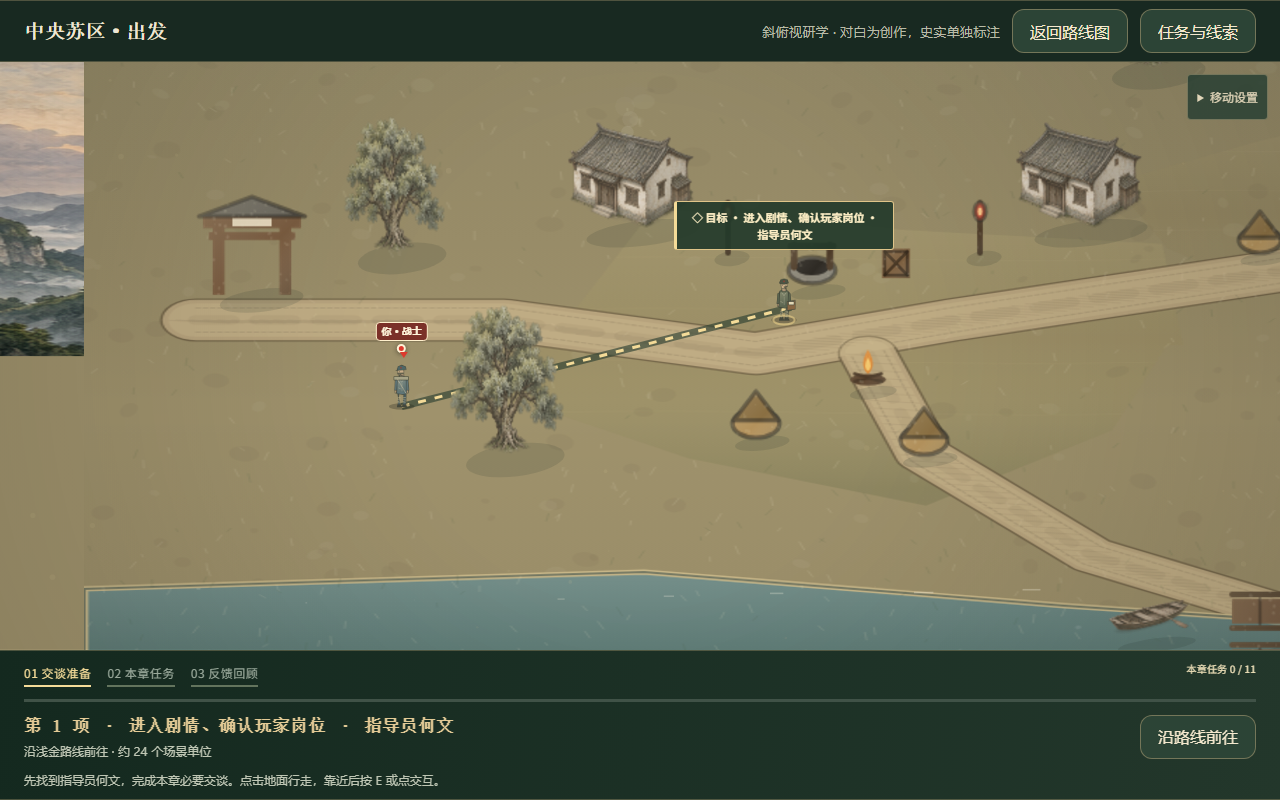 中央苏区 • 出发
斜俯视研学 · 对白为创作，史实单独标注
返回路线图
任务与线索
▸ 移动设置
◇ 目标 • 进入剧情、确认玩家岗位 •
指导员何文
你 • 战士
01 交谈准备
02 本章任务
03 反馈回顾
本章任务 0 / 11
第 1 项 · 进入剧情、确认玩家岗位 · 指导员何文
沿浅金路线前往 · 约 24 个场景单位
沿路线前往
先找到指导员何文，完成本章必要交谈。点击地面行走，靠近后按 E 或点交互。